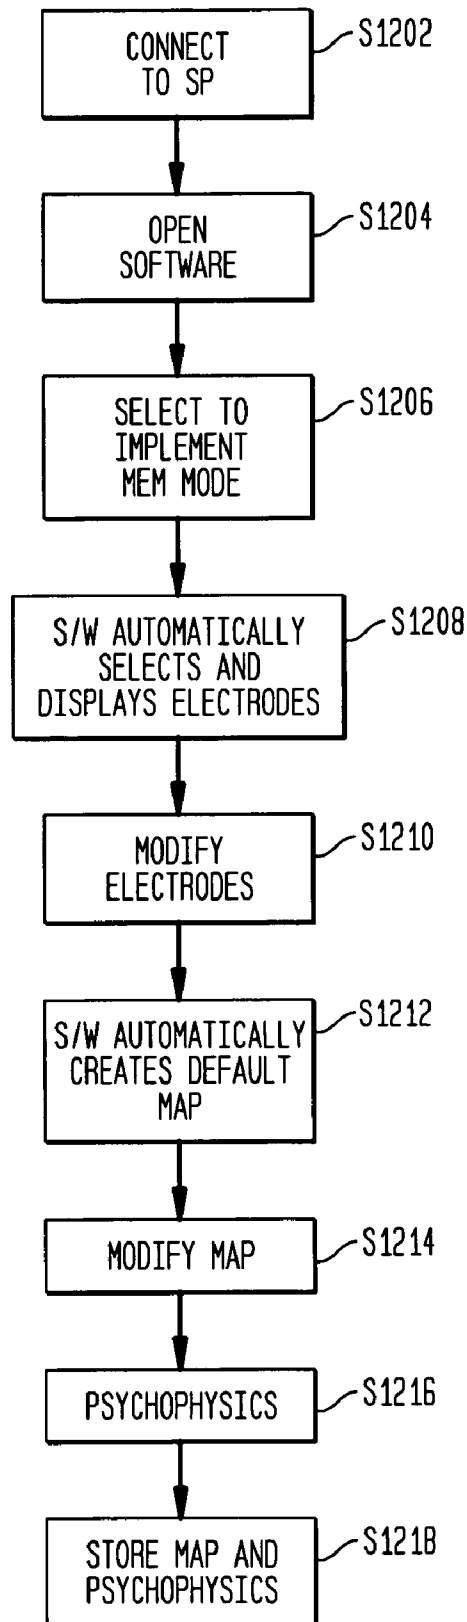 CONNECT
TO SP
S1202
OPEN
SOFTWARE
S1204
SELECT TO
IMPLEMENT
MEM MODE
S1206
S/W AUTOMATICALLY
SELECTS AND
DISPLAYS ELECTRODES
S1208
MODIFY
ELECTRODES
S1210
S/W AUTOMATICALLY
CREATES DEFAULT
MAP
S1212
MODIFY MAP
S1214
PSYCHOPHYSICS
S1216
STORE MAP AND
PSYCHOPHYSICS
S1218